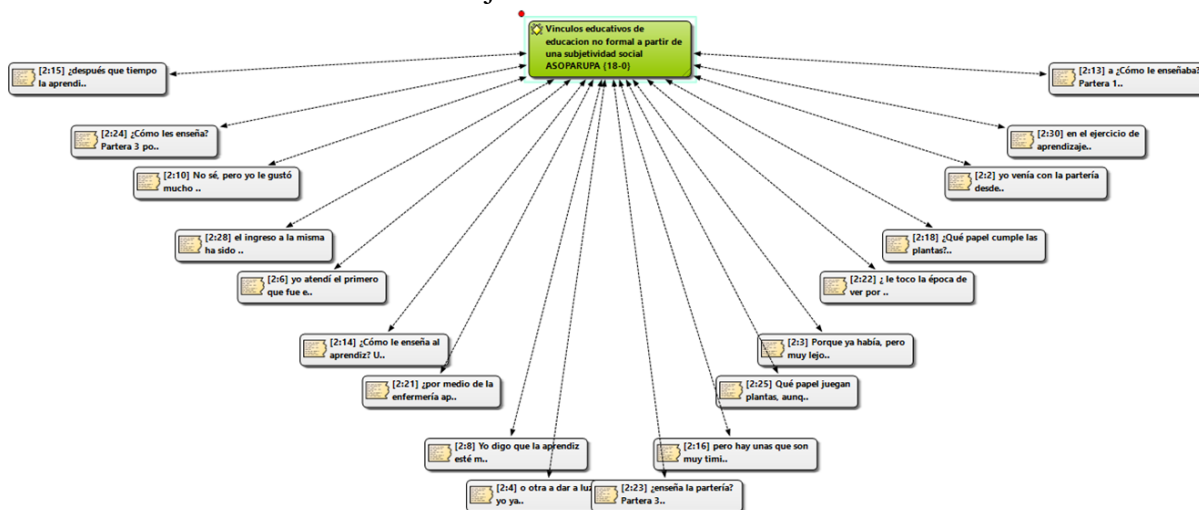 Vinculos educativos de
educacion no formal a partir de
una subjetividad social
ASOPARUPA {18-0}
[2:15] ¿después que tiempo
la aprendi..
[2:13] a ¿Cómo le enseñaba?
Partera 1..
[2:24] ¿Cómo les enseña?
Partera 3 po..
[2:30] en el ejercicio de
aprendizaje..
[2:10] No sé, pero yo le gustó
mucho ..
[2:2] yo venía con la partería
desde..
[2:28] el ingreso a la misma
ha sido ..
[2:18] ¿Qué papel cumple las
plantas?..
[2:6] yo atendí el primero
que fue e..
[2:22] ¿ le toco la época de
ver por ..
[2:14] ¿Cómo le enseña al
aprendiz? U..
[2:3] Porque ya había, pero
muy lejo..
[2:21] ¿por medio de la
enfermería ap..
[2:25] Qué papel juegan
plantas, aunq..
[2:8] Yo digo que la aprendiz
esté m..
[2:16] pero hay unas que son
muy timi..
[2:4] o otra a dar a luz
yo ya..
[2:23] ¿enseña la partería?
Partera 3..